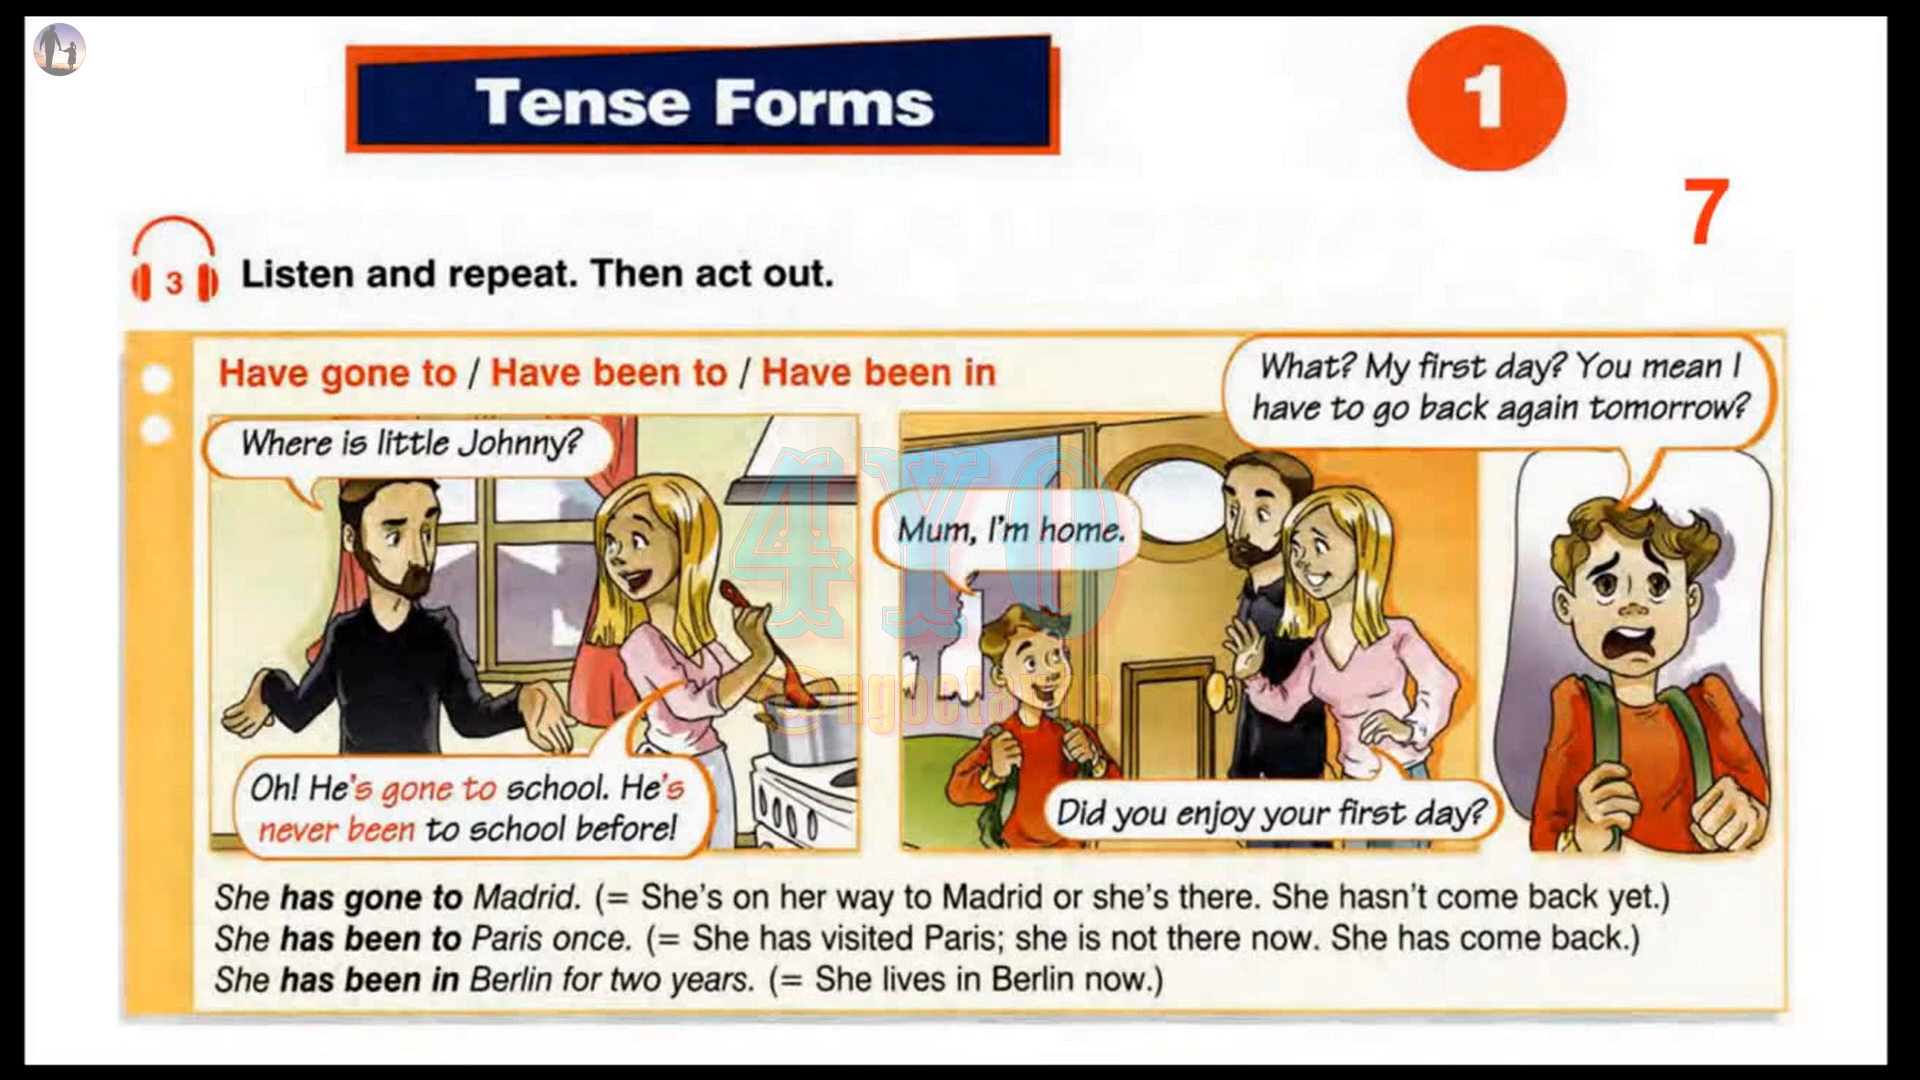 Tense Forms
1
7
3
Listen and repeat. Then act out.
Have gone to / Have been to / Have been in
Where is little Johnny?
Oh! He's gone to school. He's
never been to school before!
Mum, I'm home.
Did you enjoy your first day?
What? My first day? You mean I
have to go back again tomorrow?
4YO
She has gone to Madrid. (= She's on her way to Madrid or she's there. She hasn't come back yet.)
She has been to Paris once. (= She has visited Paris; she is not there now. She has come back.)
She has been in Berlin for two years. (= She lives in Berlin now.)